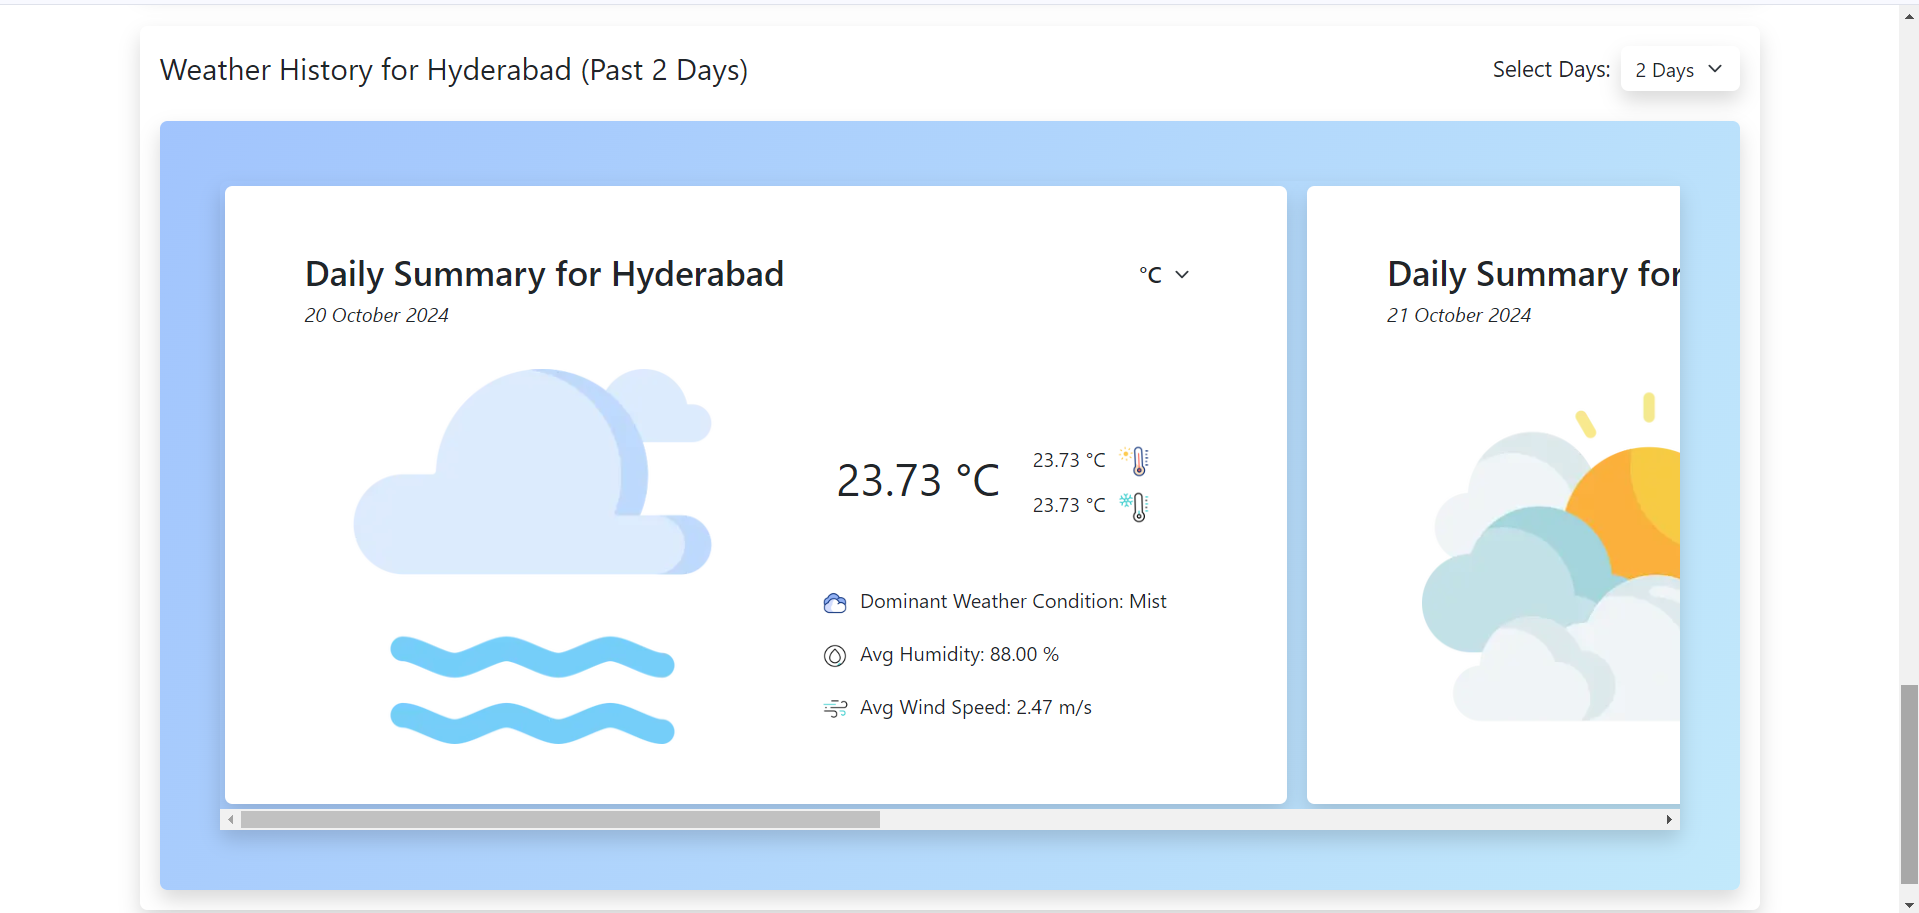 Weather History for Hyderabad (Past 2 Days)
Select Days: 2 Days
Daily Summary for Hyderabad
°C
20 October 2024
23.73 °C
23.73 °C
23.73 °C
Dominant Weather Condition: Mist
Avg Humidity: 88.00 %
Avg Wind Speed: 2.47 m/s
Daily Summary for
21 October 2024